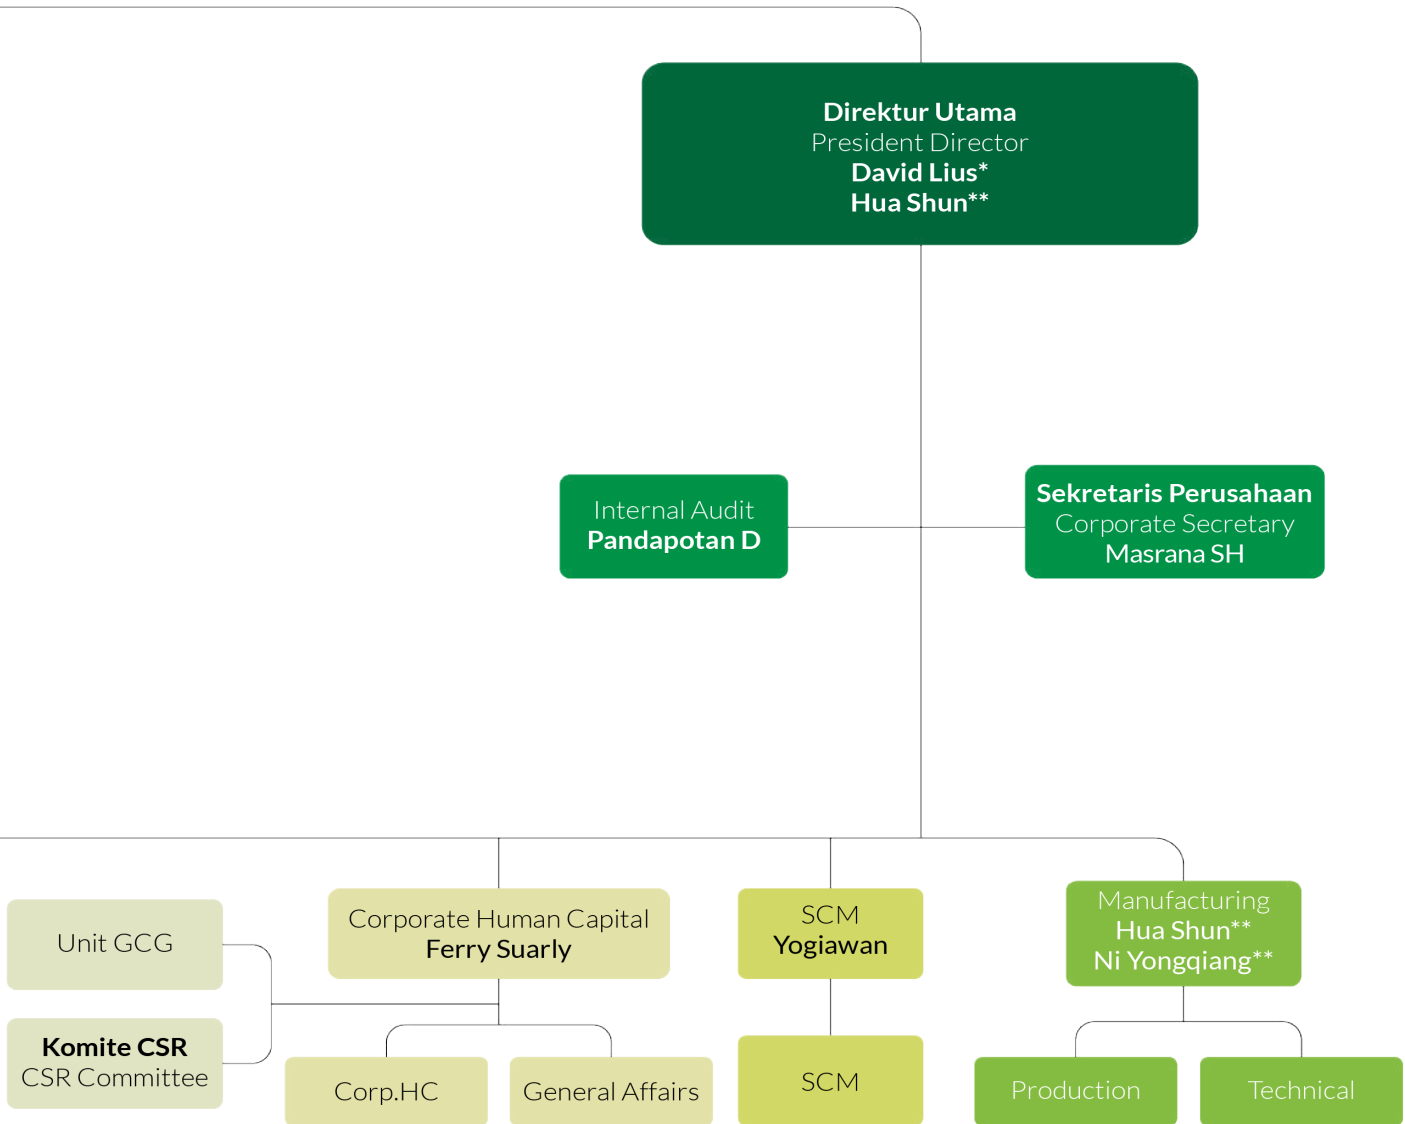 Direktur Utama
President Director
David Lius*
Hua Shun**
Internal Audit
Pandapotan D
Sekretaris Perusahaan
Corporate Secretary
Masrana SH
Unit GCG
Komite CSR
CSR Committee
Corporate Human Capital
Ferry Suarly
Corp.HC
General Affairs
SCM
Yogiawan
SCM
Manufacturing
Hua Shun**
Ni Yongqiang**
Production
Technical